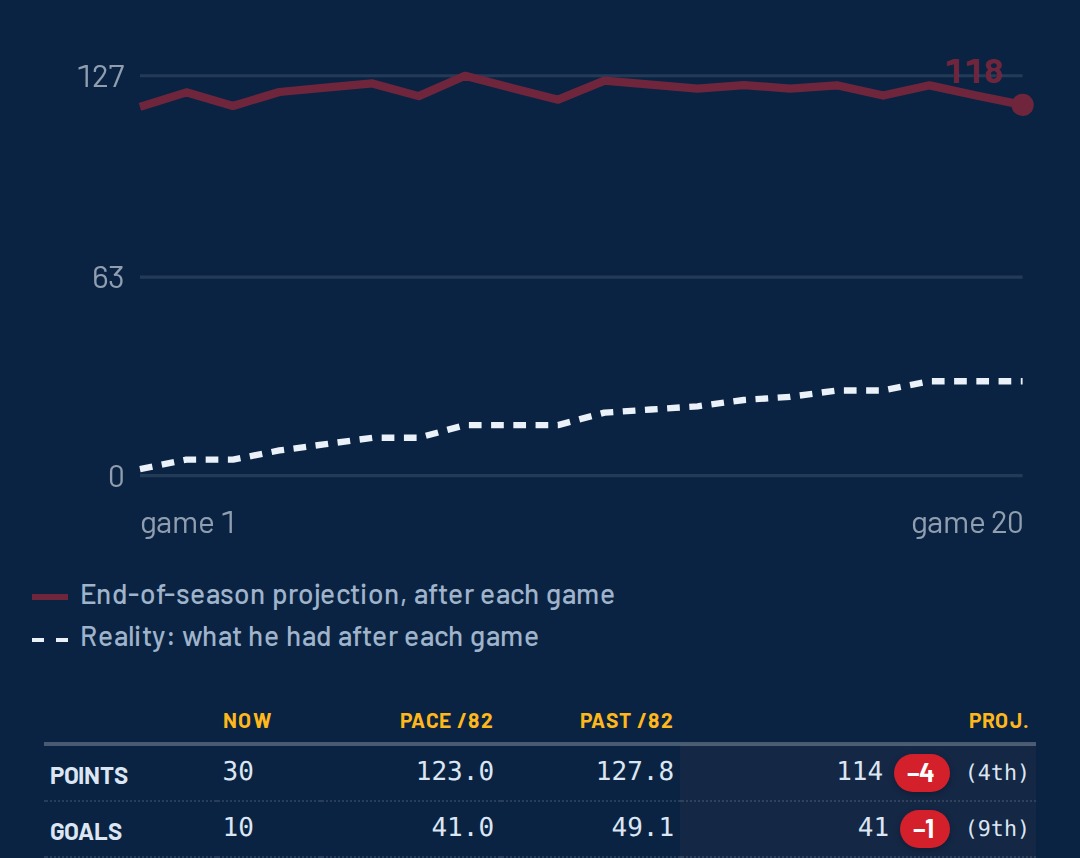 127
118
63
0
game 1 game 20
End-of-season projection, after each game
Reality: what he had after each game
NOW PACE /82 PAST /82 PROJ.
POINTS 30 123.0 127.8 114 –4 (4th)
GOALS 10 41.0 49.1 41 –1 (9th)